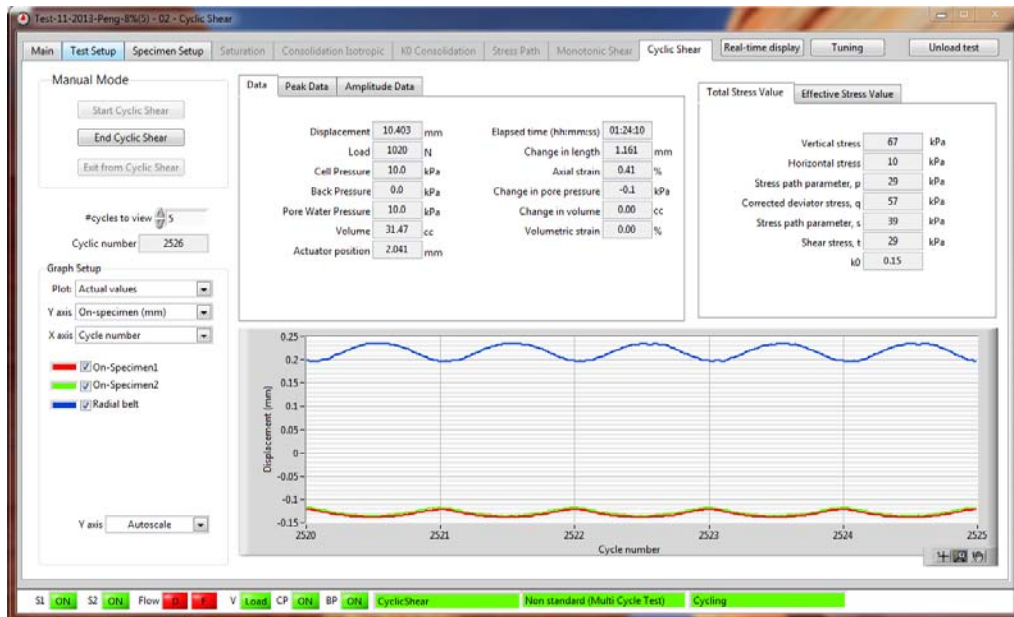 Test-11-2013-Peng-8%(5) - 02 - Cyclic Shear
Main Test Setup Specimen Setup Saturation Consolidation Isotropic K0 Consolidation Stress Path Monotonic Shear Cyclic Shear Real-time display Tuning Unload test
Manual Mode
Start Cyclic Shear
End Cyclic Shear
Exit from Cyclic Shear
#cycles to view 5
Cyclic number 2526
Graph Setup
Plot: Actual values
Y axis On-specimen (mm)
X axis Cycle number
On-Specimen1
On-Specimen2
Radial belt
Y axis Autoscale
Data Peak Data Amplitude Data
Displacement 10.403 mm Elapsed time (hh:mm:ss) 01:24:10
Load 1020 N Change in length 1.161 mm
Cell Pressure 10.0 kPa Axial strain 0.41 %
Back Pressure 0.0 kPa Change in pore pressure -0.1 kPa
Pore Water Pressure 10.0 kPa Change in volume 0.00 cc
Volume 31.47 cc Volumetric strain 0.00 %
Actuator position 2.041 mm
Total Stress Value Effective Stress Value
Vertical stress 67 kPa
Horizontal stress 10 kPa
Stress path parameter, p 29 kPa
Corrected deviator stress, q 57 kPa
Stress path parameter, s 39 kPa
Shear stress, t 29 kPa
k0 0.15
Displacement (mm)
0.25
0.2
0.15
0.1
0.05
0
-0.05
-0.1
-0.15
2520 2521 2522 2523 2524 2525
Cycle number
S1 ON S2 ON Flow D F V Load CP ON BP ON CyclicShear Non standard (Multi Cycle Test) Cycling